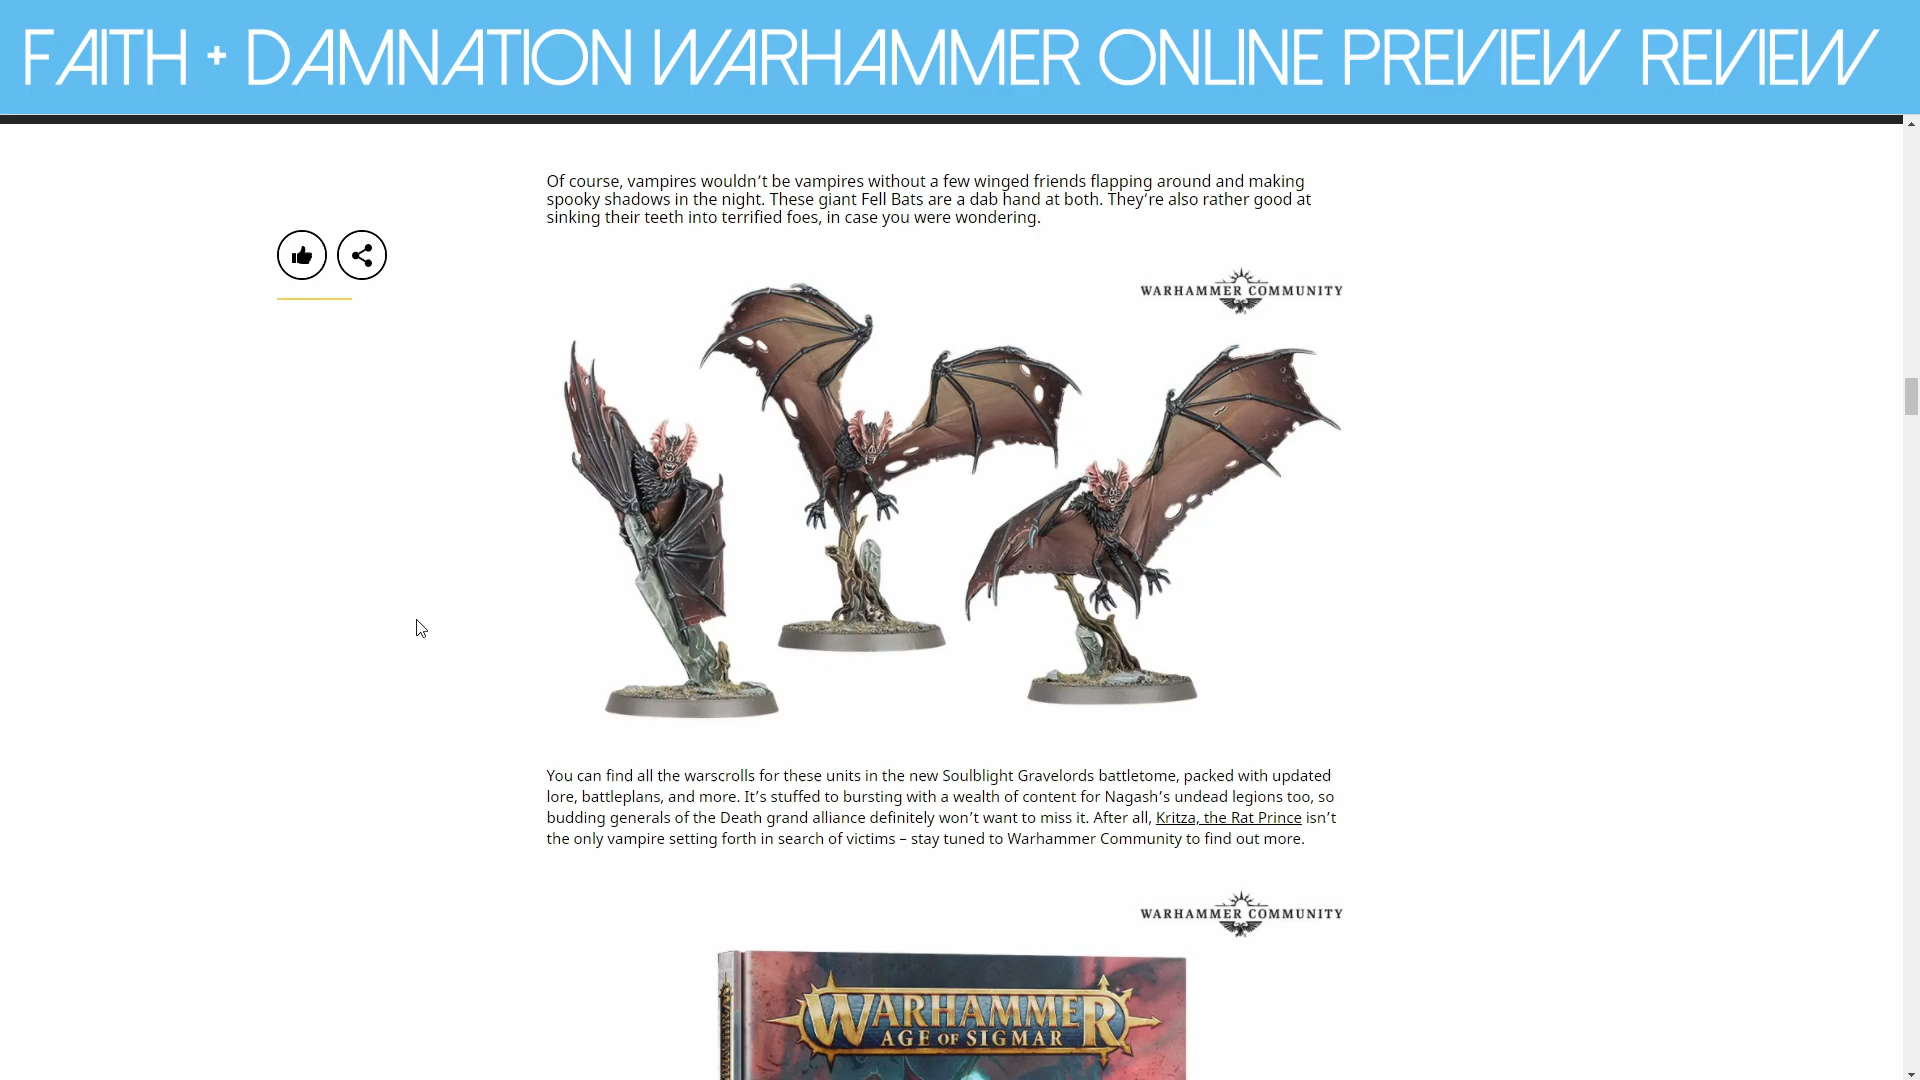 FAITH + DAMNATION WARHAMMER ONLINE PREVIEW REVIEW
Of course, vampires wouldn’t be vampires without a few winged friends flapping around and making
spooky shadows in the night. These giant Fell Bats are a dab hand at both. They’re also rather good at
sinking their teeth into terrified foes, in case you were wondering.
WARHAMMER COMMUNITY
You can find all the warscrolls for these units in the new Soulblight Gravelords battletome, packed with updated
lore, battleplans, and more. It’s stuffed to bursting with a wealth of content for Nagash’s undead legions too, so
budding generals of the Death grand alliance definitely won’t want to miss it. After all, Kritza, the Rat Prince isn’t
the only vampire setting forth in search of victims – stay tuned to Warhammer Community to find out more.
WARHAMMER COMMUNITY
WARHAMMER
AGE OF SIGMAR